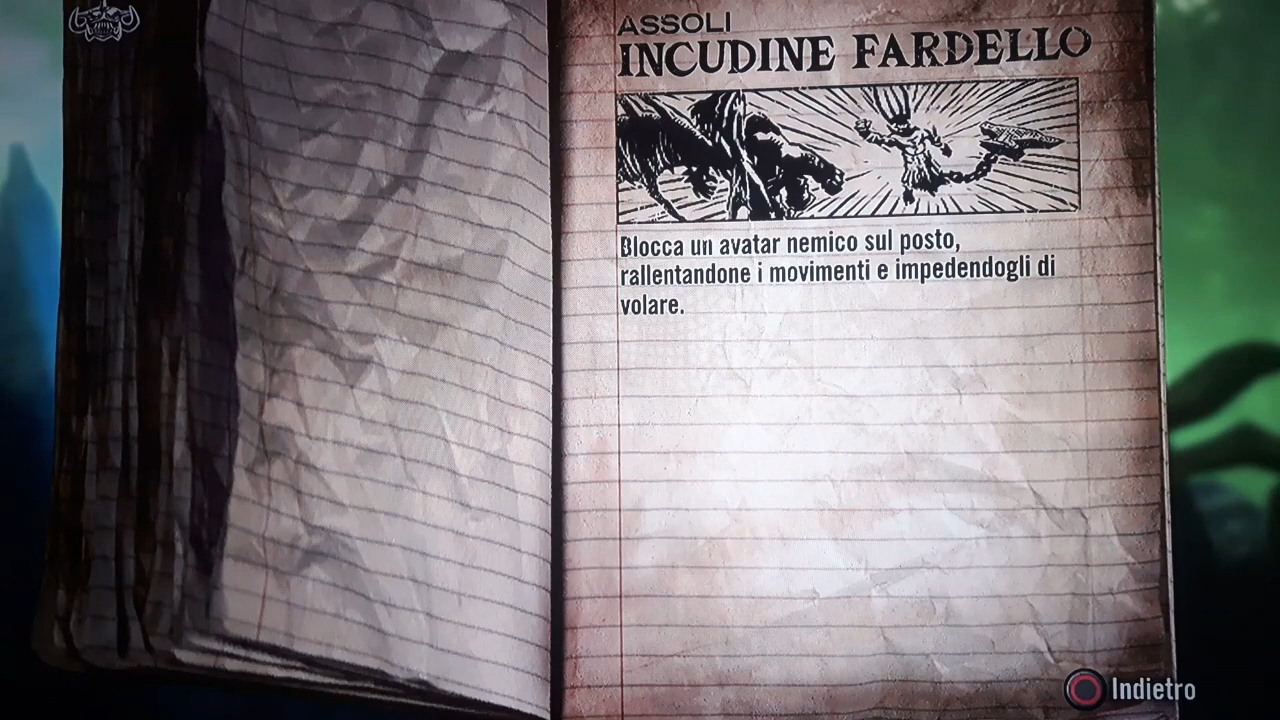 ASSOLI
INCUDINE FARDELLO
Blocca un avatar nemico sul posto,
rallentandone i movimenti e impedendogli di
volare.
Indietro